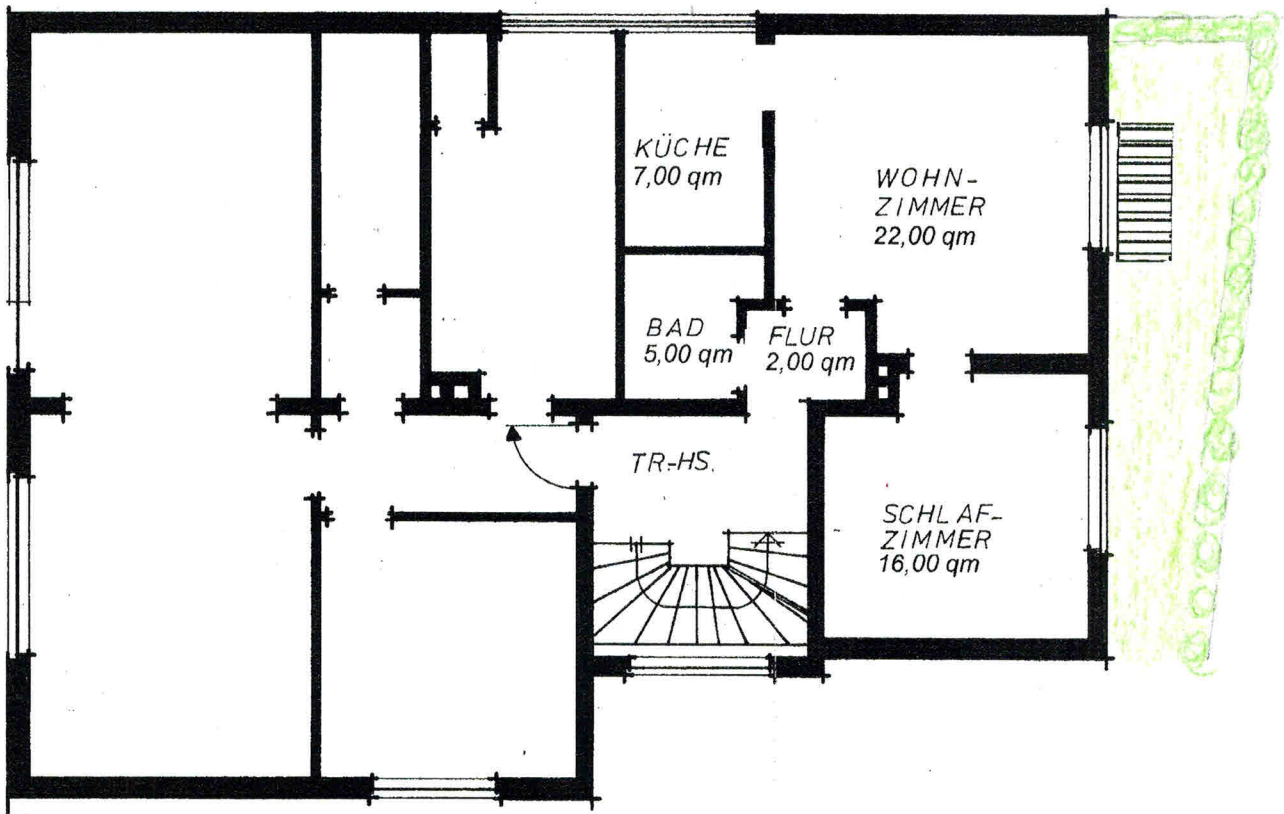 KÜCHE
7,00 qm
WOHN-
ZIMMER
22,00 qm
BAD
5,00 qm
FLUR
2,00 qm
TR.-HS.
SCHLAF-
ZIMMER
16,00 qm